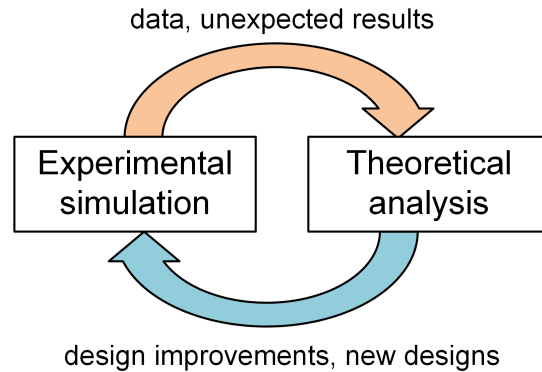 data, unexpected results
Experimental
simulation
Theoretical
analysis
design improvements, new designs